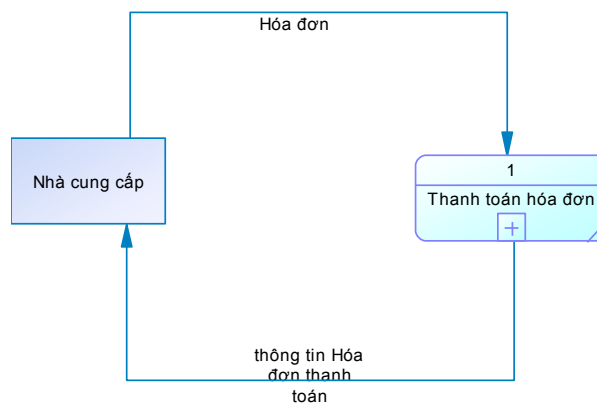 Hóa đơn
Nhà cung cấp
1
Thanh toán hóa đơn
thông tin Hóa
đơn thanh
toán